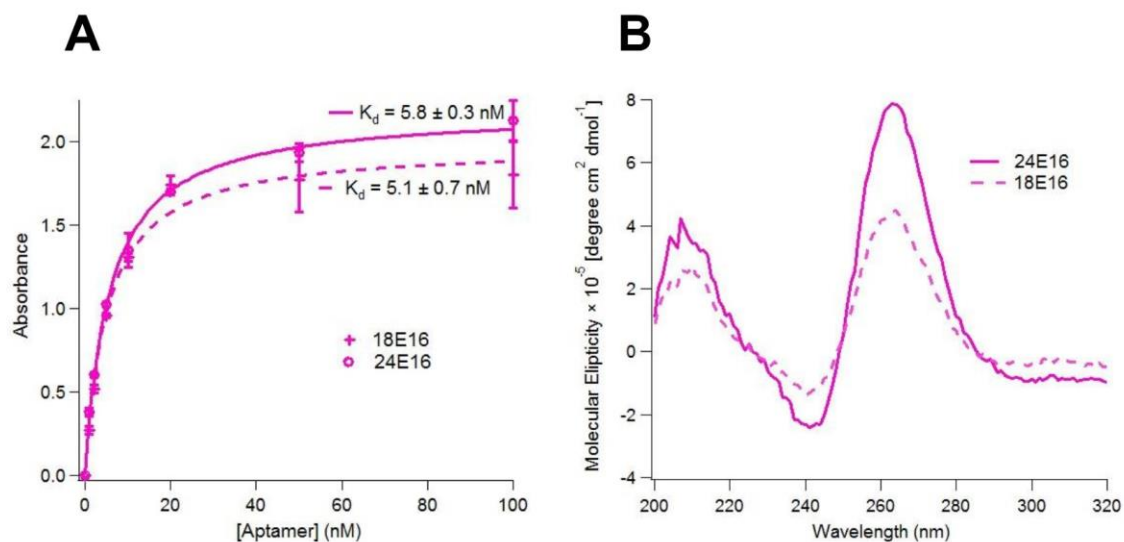 A
B
Absorbance
2.0
1.5
1.0
0.5
0.0
K_d = 5.8 ± 0.3 nM
K_d = 5.1 ± 0.7 nM
18E16
24E16
0 20 40 60 80 100
[Aptamer] (nM)
Molecular Elipticity × 10⁻⁵ [degree cm² dmol⁻¹]
8
6
4
2
0
-2
-4
24E16
18E16
200 220 240 260 280 300 320
Wavelength (nm)